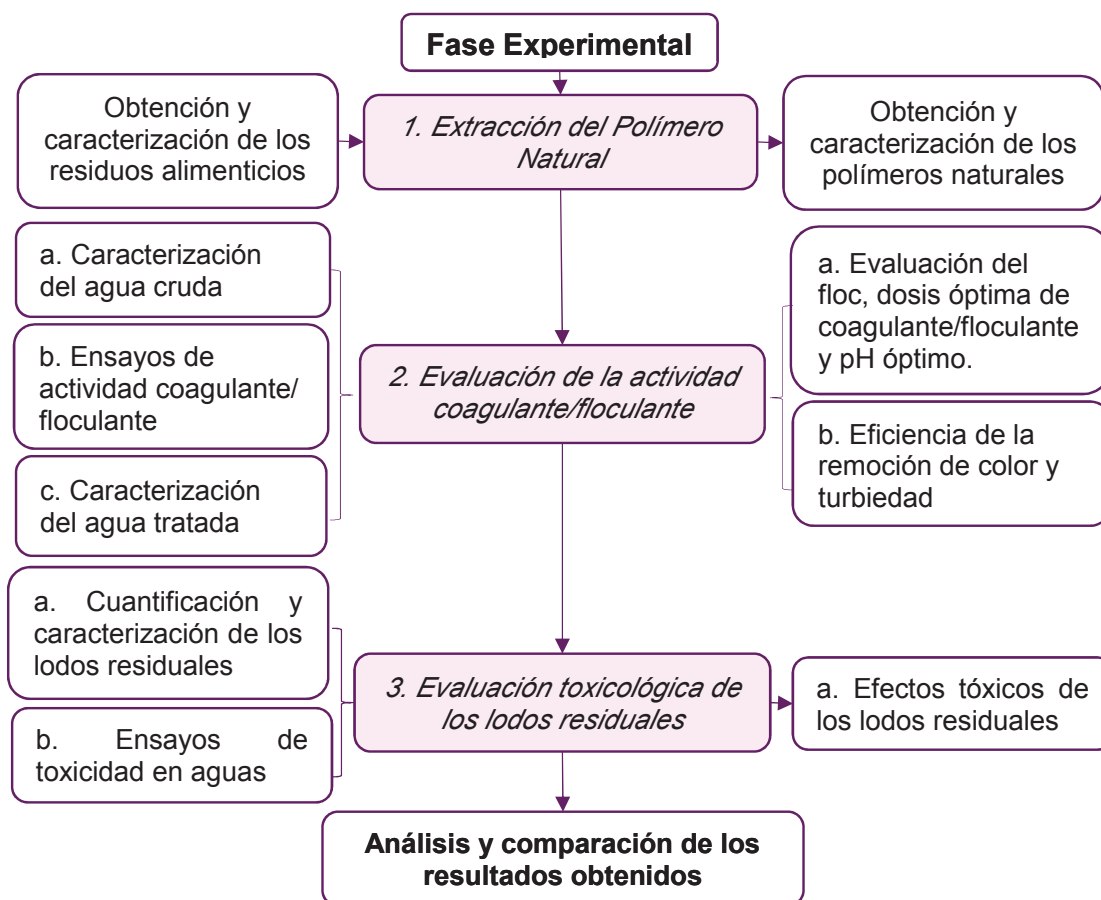 Fase Experimental
Obtención y
caracterización de los
residuos alimenticios
1. Extracción del Polímero
Natural
Obtención y
caracterización de los
polímeros naturales
a. Caracterización
del agua cruda
b. Ensayos de
actividad coagulante/
floculante
c. Caracterización
del agua tratada
2. Evaluación de la actividad
coagulante/floculante
a. Evaluación del
floc, dosis óptima de
coagulante/floculante
y pH óptimo.
b. Eficiencia de la
remoción de color y
turbiedad
a. Cuantificación y
caracterización de los
lodos residuales
b. Ensayos de
toxicidad en aguas
3. Evaluación toxicológica de
los lodos residuales
a. Efectos tóxicos de
los lodos residuales
Análisis y comparación de los
resultados obtenidos